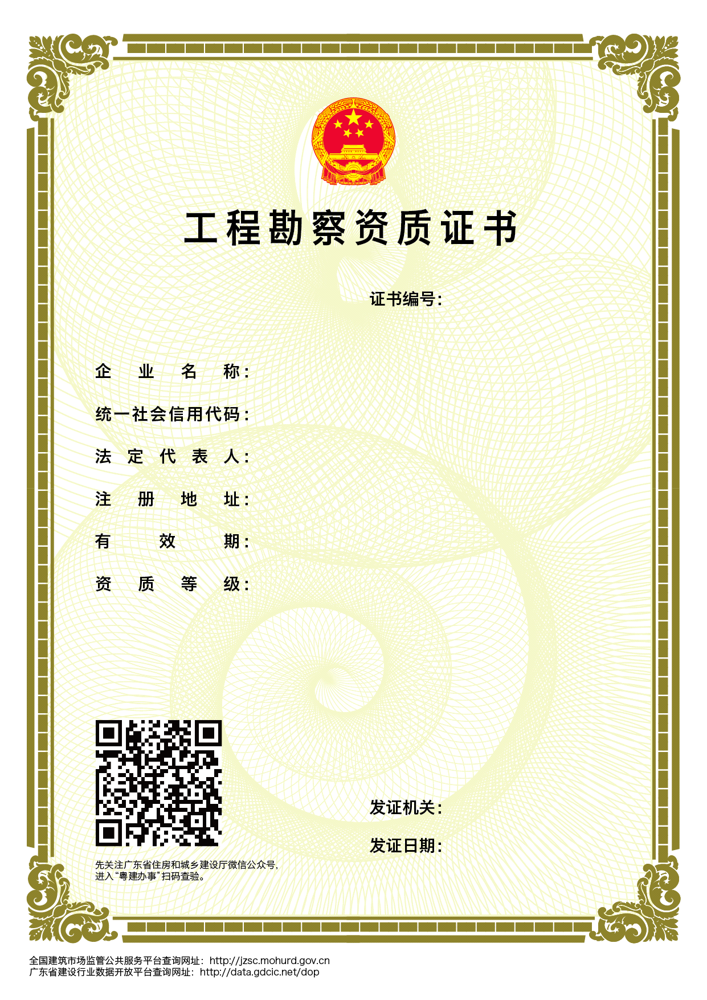 工程勘察资质证书
证书编号：
企业名称：
统一社会信用代码：
法定代表人：
注册地址：
有效期：
资质等级：
发证机关：
发证日期：
先关注广东省住房和城乡建设厅微信公众号，
进入“粤建办事”扫码查验。
全国建筑市场监管公共服务平台查询网址：http://jzsc.mohurd.gov.cn
广东省建设行业数据开放平台查询网址：http://data.gdcic.net/dop